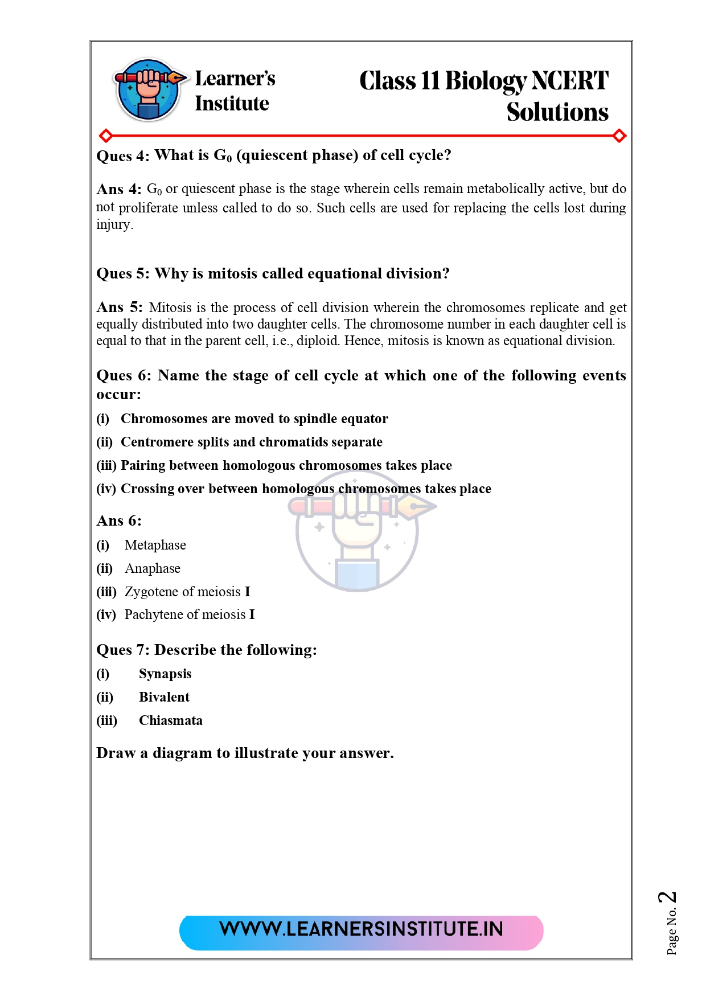 Learner's
Institute
Class 11 Biology NCERT
Solutions
Ques 4: What is G₀ (quiescent phase) of cell cycle?
Ans 4: G₀ or quiescent phase is the stage wherein cells remain metabolically active, but do
not proliferate unless called to do so. Such cells are used for replacing the cells lost during
injury.
Ques 5: Why is mitosis called equational division?
Ans 5: Mitosis is the process of cell division wherein the chromosomes replicate and get
equally distributed into two daughter cells. The chromosome number in each daughter cell is
equal to that in the parent cell, i.e., diploid. Hence, mitosis is known as equational division.
Ques 6: Name the stage of cell cycle at which one of the following events
occur:
(i) Chromosomes are moved to spindle equator
(ii) Centromere splits and chromatids separate
(iii) Pairing between homologous chromosomes takes place
(iv) Crossing over between homologous chromosomes takes place
Ans 6:
(i) Metaphase
(ii) Anaphase
(iii) Zygotene of meiosis I
(iv) Pachytene of meiosis I
Ques 7: Describe the following:
(i) Synapsis
(ii) Bivalent
(iii) Chiasmata
Draw a diagram to illustrate your answer.
WWW.LEARNERSINSTITUTE.IN
Page No. 2